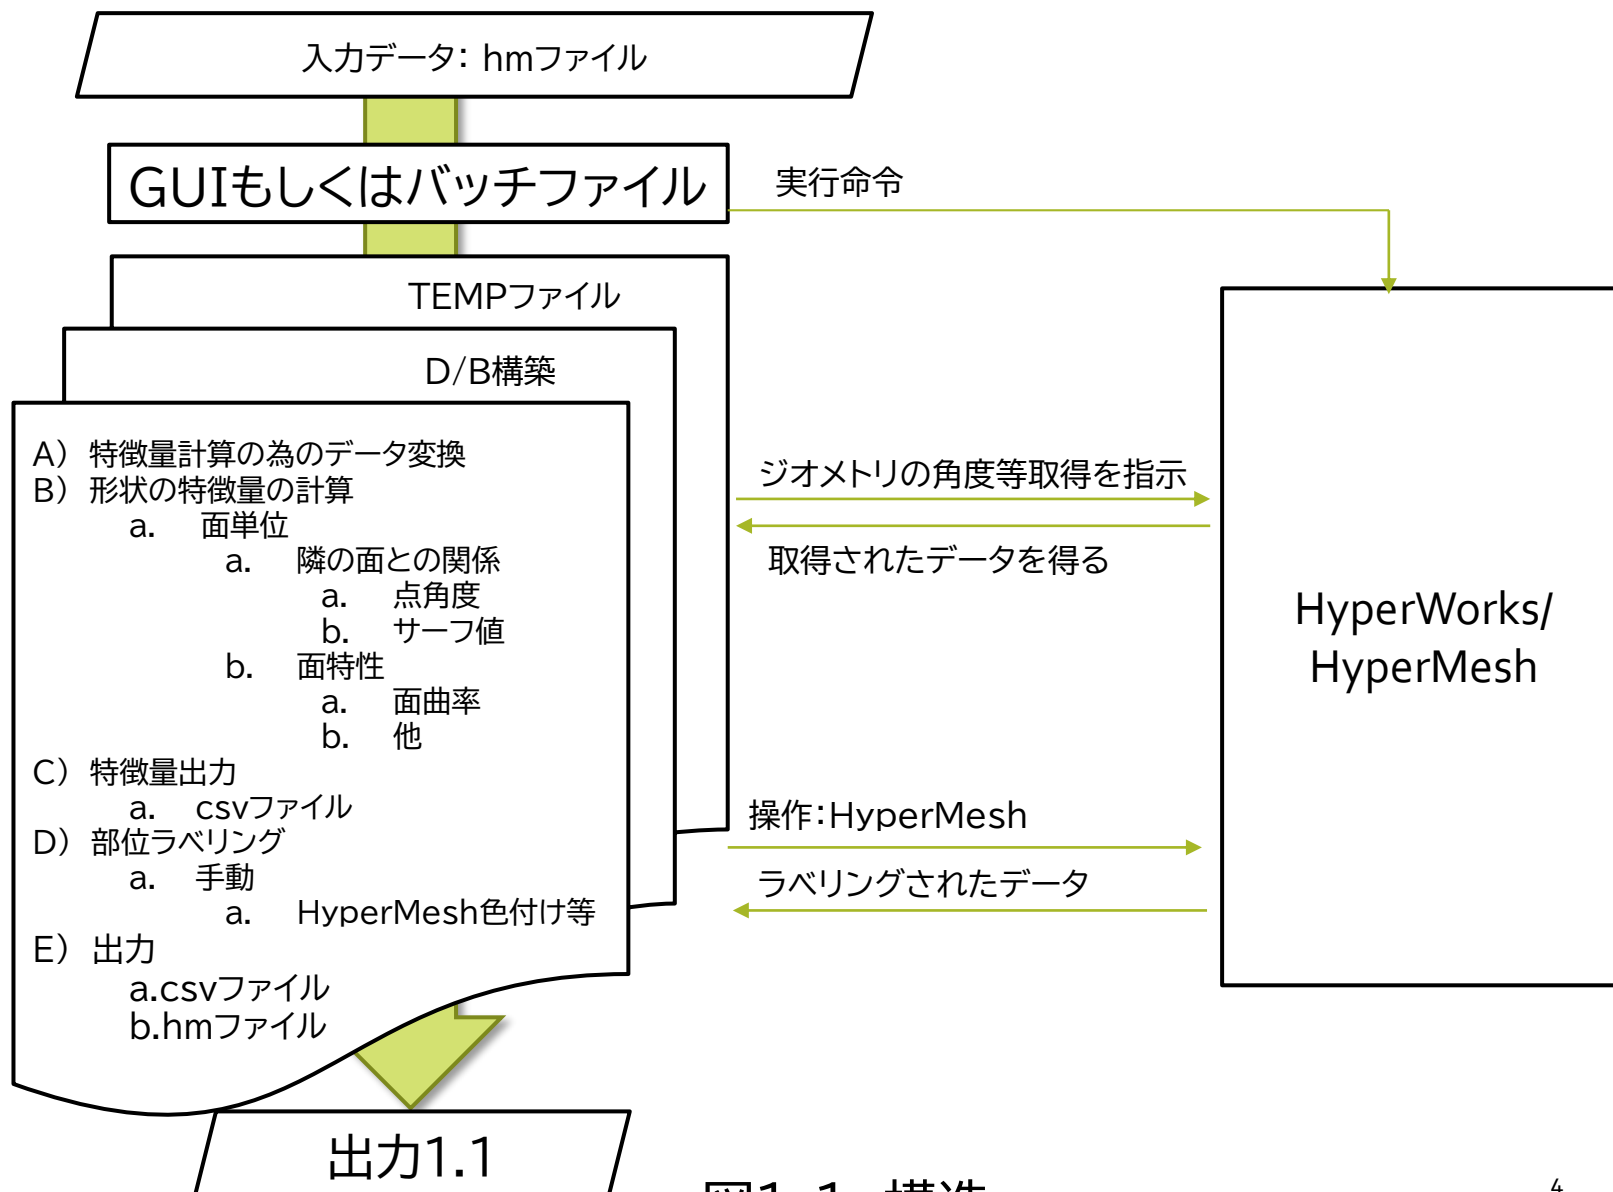 入力データ: hmファイル
GUIもしくはバッチファイル
実行命令
TEMPファイル
D/B構築
A) 特徴量計算の為のデータ変換
B) 形状の特徴量の計算
a. 面単位
a. 隣の面との関係
a. 点角度
b. サーフ値
b. 面特性
a. 面曲率
b. 他
C) 特徴量出力
a. csvファイル
D) 部位ラベリング
a. 手動
a. HyperMesh色付け等
E) 出力
a.csvファイル
b.hmファイル
ジオメトリの角度等取得を指示
取得されたデータを得る
操作:HyperMesh
ラベリングされたデータ
HyperWorks/
HyperMesh
出力1.1
図1.1 構造
4